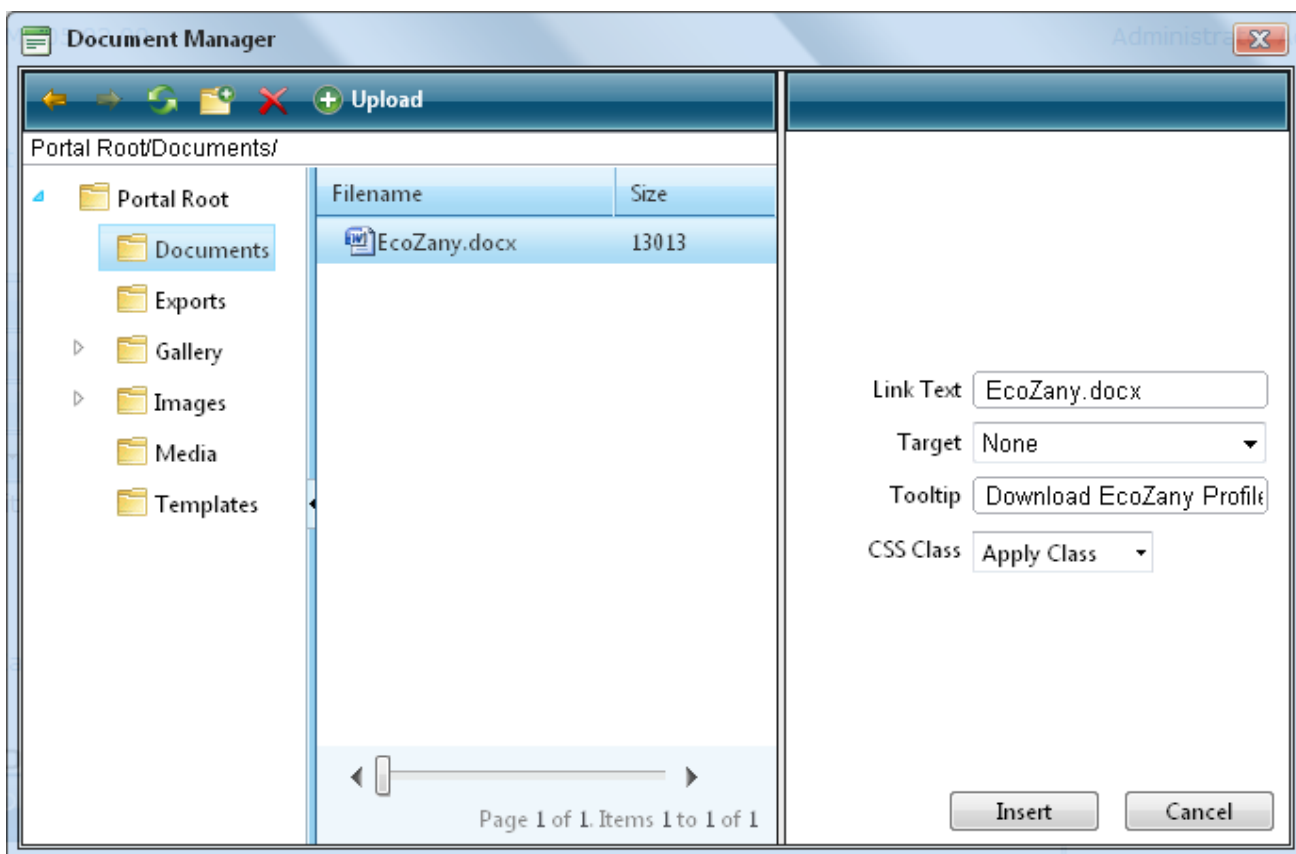 Document Manager
Administra
Upload
Portal Root/Documents/
Portal Root
Documents
Exports
Gallery
Images
Media
Templates
Filename Size
EcoZany.docx 13013
Page 1 of 1. Items 1 to 1 of 1
Link Text EcoZany.docx
Target None
Tooltip Download EcoZany Profile
CSS Class Apply Class
Insert Cancel